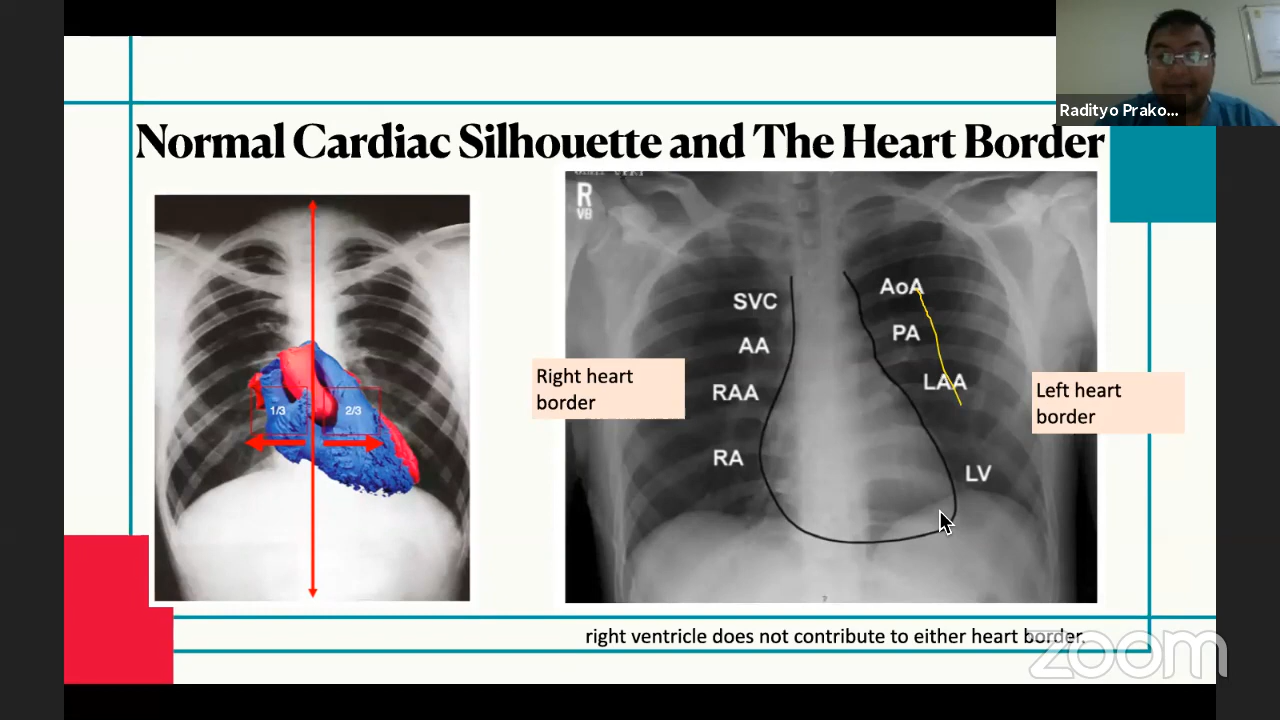 Radityo Prako...
Normal Cardiac Silhouette and The Heart Border
1/3
2/3
R
VB
SVC
AA
RAA
RA
AoA
PA
LAA
LV
Right heart
border
Left heart
border
right ventricle does not contribute to either heart border.
zoom